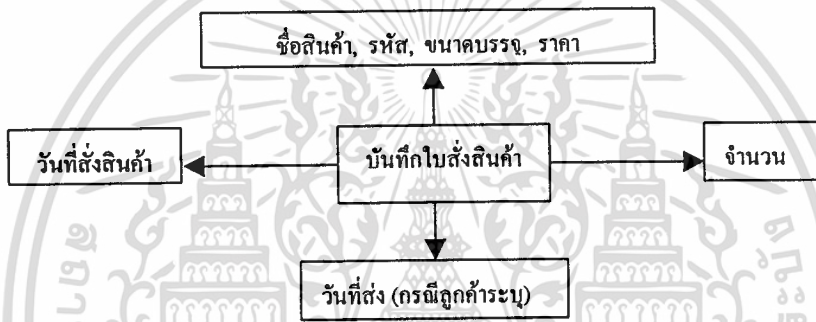 ชื่อสินค้า, รหัส, ขนาดบรรจุ, ราคา
วันที่สั่งสินค้า
บันทึกใบสั่งสินค้า
จำนวน
วันที่ส่ง (กรณีลูกค้าระบุ)